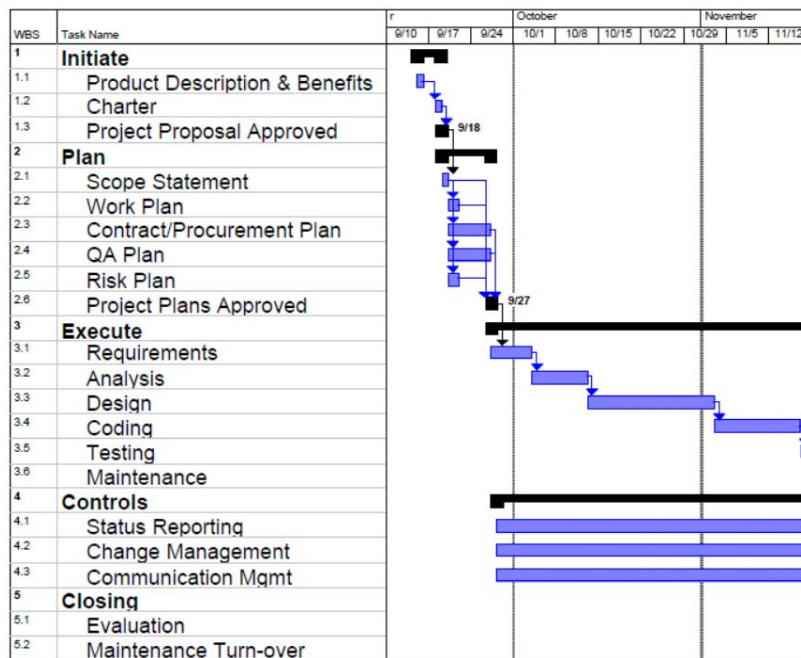 r October November
WBS Task Name 9/10 9/17 9/24 10/1 10/8 10/15 10/22 10/29 11/5 11/12
1 Initiate
1.1 Product Description & Benefits
1.2 Charter
1.3 Project Proposal Approved 9/18
2 Plan
2.1 Scope Statement
2.2 Work Plan
2.3 Contract/Procurement Plan
2.4 QA Plan
2.5 Risk Plan
2.6 Project Plans Approved 9/27
3 Execute
3.1 Requirements
3.2 Analysis
3.3 Design
3.4 Coding
3.5 Testing
3.6 Maintenance
4 Controls
4.1 Status Reporting
4.2 Change Management
4.3 Communication Mgmt
5 Closing
5.1 Evaluation
5.2 Maintenance Turn-over